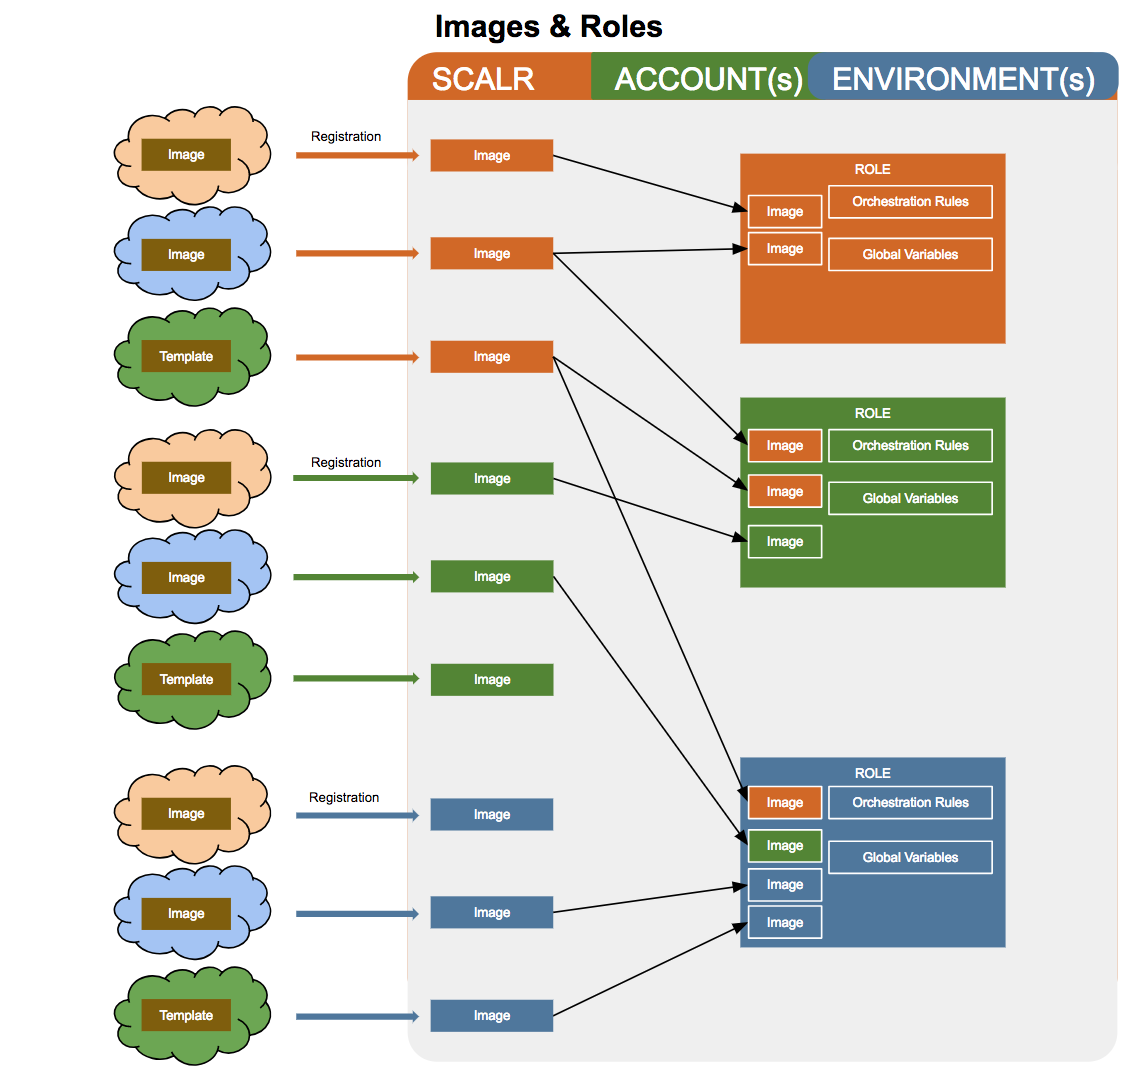 Images & Roles
SCALR
ACCOUNT(s)
ENVIRONMENT(s)
Image
Registration
Image
Image
Image
Template
Image
ROLE
Image
Orchestration Rules
Image
Global Variables
Image
Registration
Image
Image
Image
Template
Image
ROLE
Image
Orchestration Rules
Image
Global Variables
Image
Image
Registration
Image
Image
Image
Template
Image
ROLE
Image
Orchestration Rules
Image
Global Variables
Image
Image